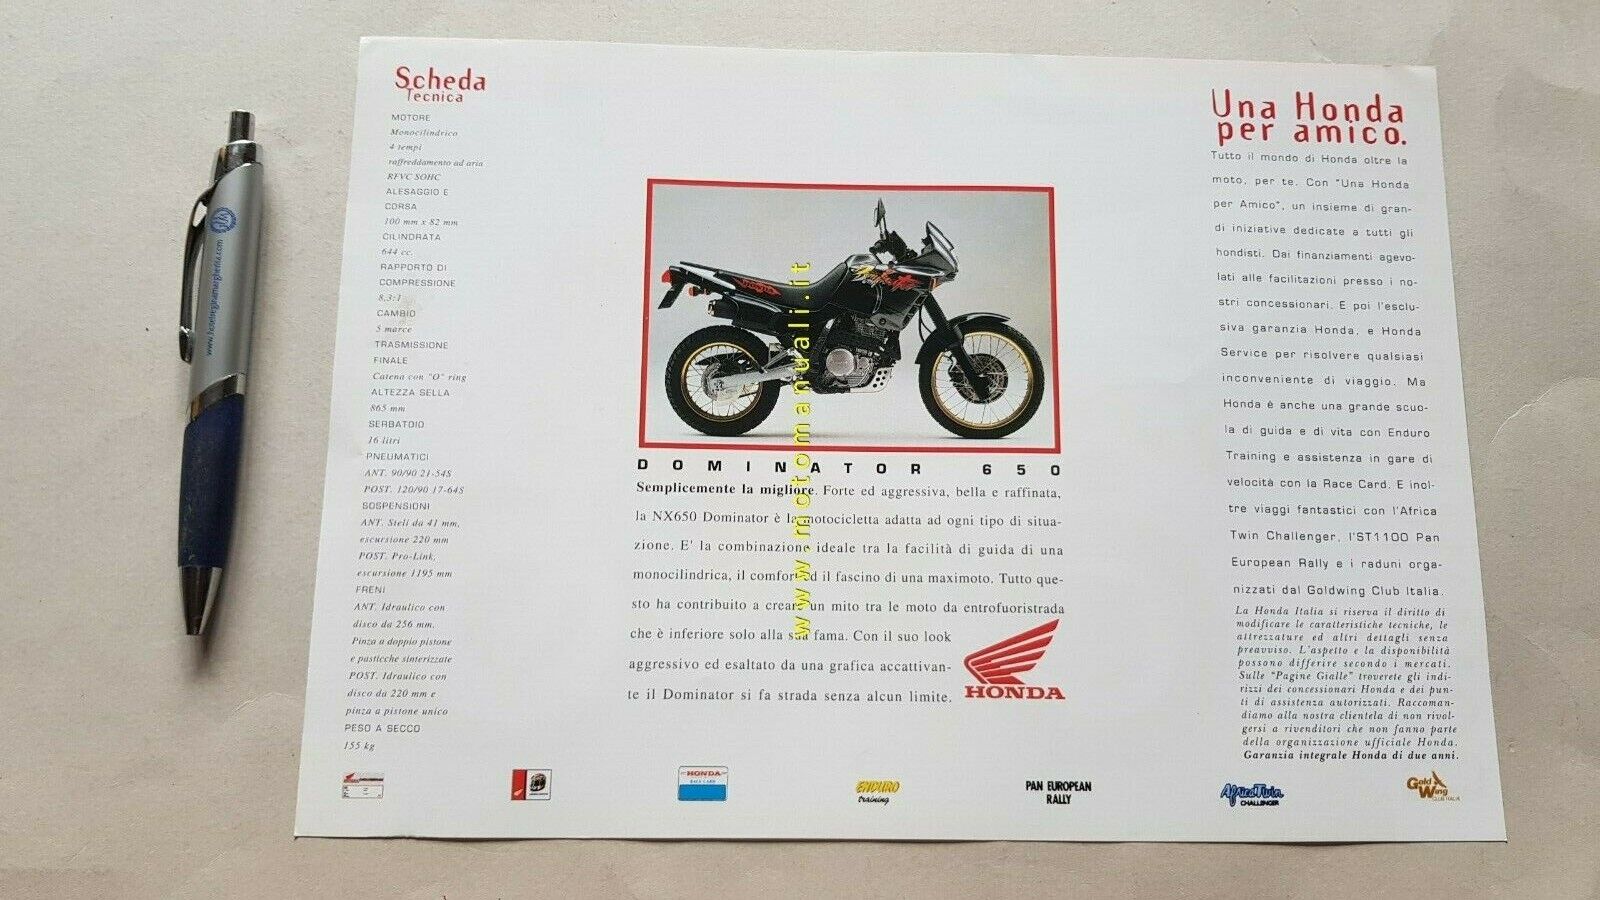 www.hotelreginamargherita.com
Scheda
Tecnica
MOTORE
Monocilindrico
4 tempi
raffreddamento ad aria
RFVC SOHC
ALESAGGIO E
CORSA
100 mm x 82 mm
CILINDRATA
644 cc.
RAPPORTO DI
COMPRESSIONE
8,3:1
CAMBIO
5 marce
TRASMISSIONE
FINALE
Catena con "O" ring
ALTEZZA SELLA
865 mm
SERBATOIO
16 litri
PNEUMATICI
ANT. 90/90 21-54S
POST. 120/90 17-64S
SOSPENSIONI
ANT. Steli da 41 mm,
escursione 220 mm
POST. Pro-Link,
escursione 1195 mm
FRENI
ANT. Idraulico con
disco da 256 mm.
Pinza a doppio pistone
e pasticche sinterizzate
POST. Idraulico con
disco da 220 mm e
pinza a pistone unico
PESO A SECCO
155 kg
www.motomanuali.it
DOMINATOR 650
Semplicemente la migliore. Forte ed aggressiva, bella e raffinata,
la NX650 Dominator è la motocicletta adatta ad ogni tipo di situa-
zione. E' la combinazione ideale tra la facilità di guida di una
monocilindrica, il comfort ed il fascino di una maximoto. Tutto que-
sto ha contribuito a creare un mito tra le moto da entrofuoristrada
che è inferiore solo alla sua fama. Con il suo look
aggressivo ed esaltato da una grafica accattivan-
te il Dominator si fa strada senza alcun limite.
HONDA
Una Honda
per amico.
Tutto il mondo di Honda oltre la
moto, per te. Con "Una Honda
per Amico", un insieme di gran-
di iniziative dedicate a tutti gli
hondisti. Dai finanziamenti agevo-
lati alle facilitazioni presso i no-
stri concessionari. E poi l'esclu-
siva garanzia Honda, e Honda
Service per risolvere qualsiasi
inconveniente di viaggio. Ma
Honda è anche una grande scuo-
la di guida e di vita con Enduro
Training e assistenza in gare di
velocità con la Race Card. E inol-
tre viaggi fantastici con l'Africa
Twin Challenger, l'ST1100 Pan
European Rally e i raduni orga-
nizzati dal Goldwing Club Italia.
La Honda Italia si riserva il diritto di
modificare le caratteristiche tecniche, le
attrezzature ed altri dettagli senza
preavviso. L'aspetto e la disponibilità
possono differire secondo i mercati.
Sulle "Pagine Gialle" troverete gli indi-
rizzi dei concessionari Honda e dei pun-
ti di assistenza autorizzati. Raccoman-
diamo alla nostra clientela di non rivol-
gersi a rivenditori che non fanno parte
della organizzazione ufficiale Honda.
Garanzia integrale Honda di due anni.
HONDA
RACE CARD
ENDURO
training
PAN EUROPEAN
RALLY
AfricaTwin
CHALLENGER
Gold
Wing
CLUB ITALIA